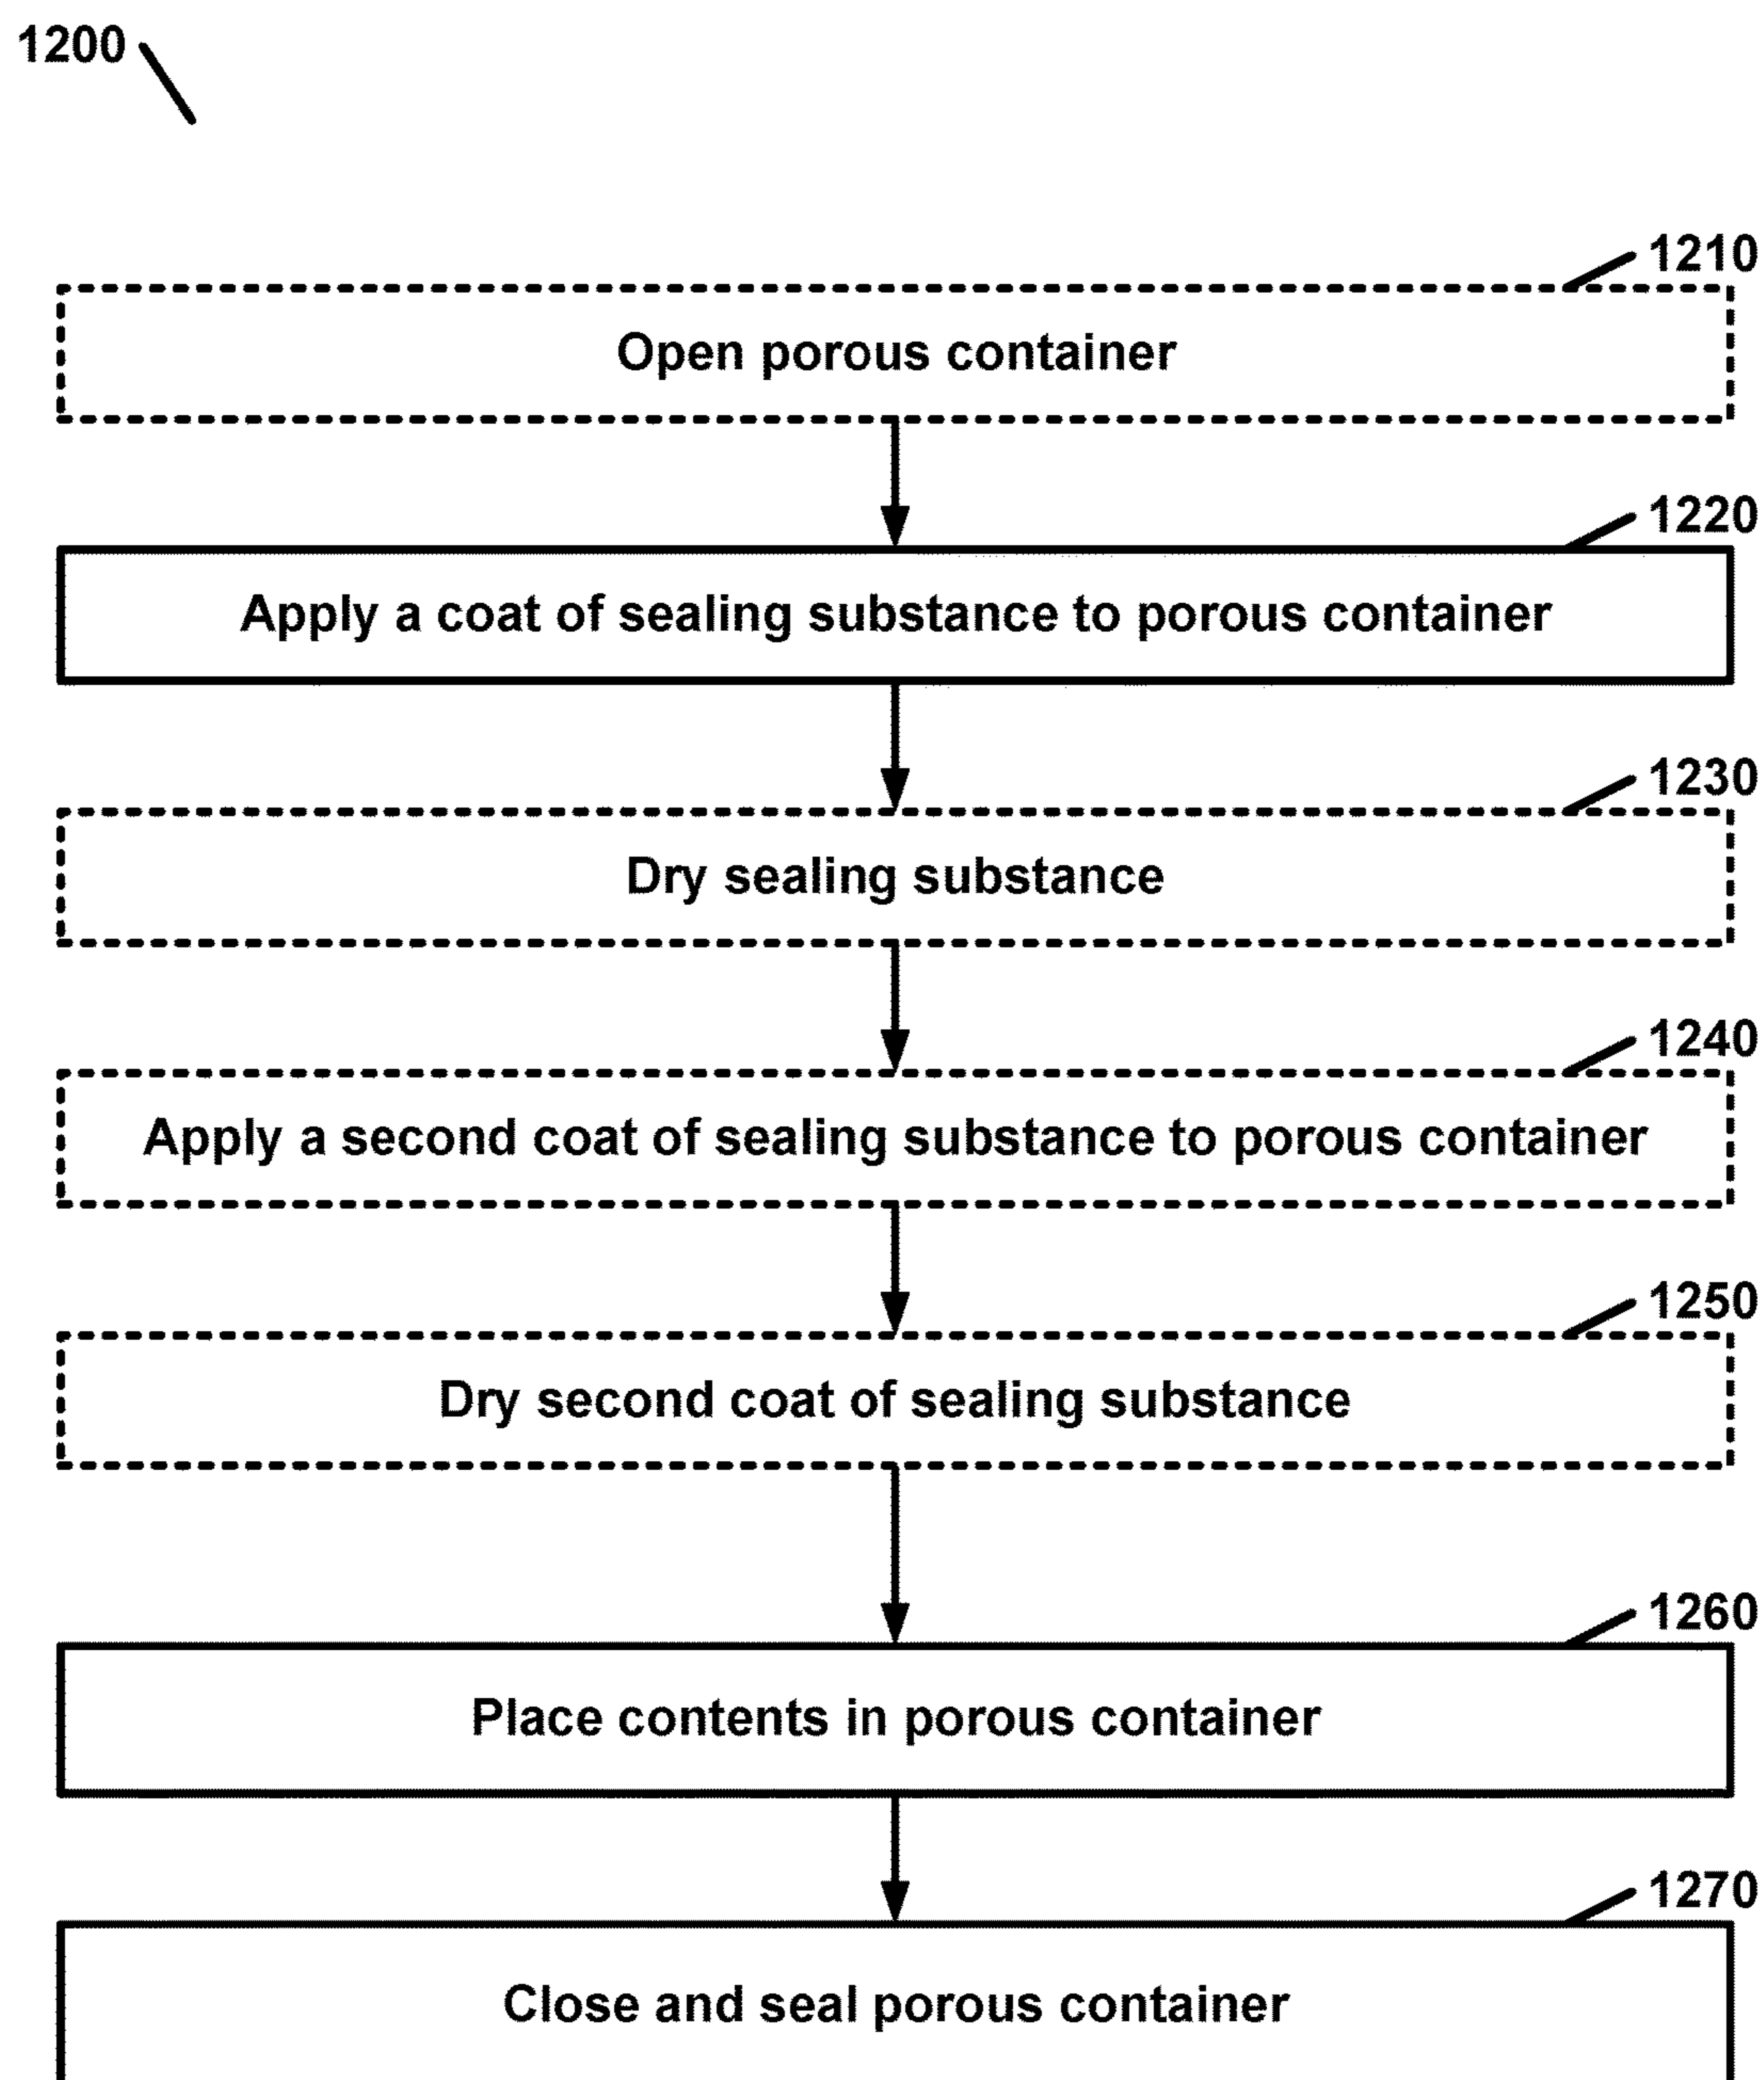 1200
1210
Open porous container
1220
Apply a coat of sealing substance to porous container
1230
Dry sealing substance
1240
Apply a second coat of sealing substance to porous container
1250
Dry second coat of sealing substance
1260
Place contents in porous container
1270
Close and seal porous container